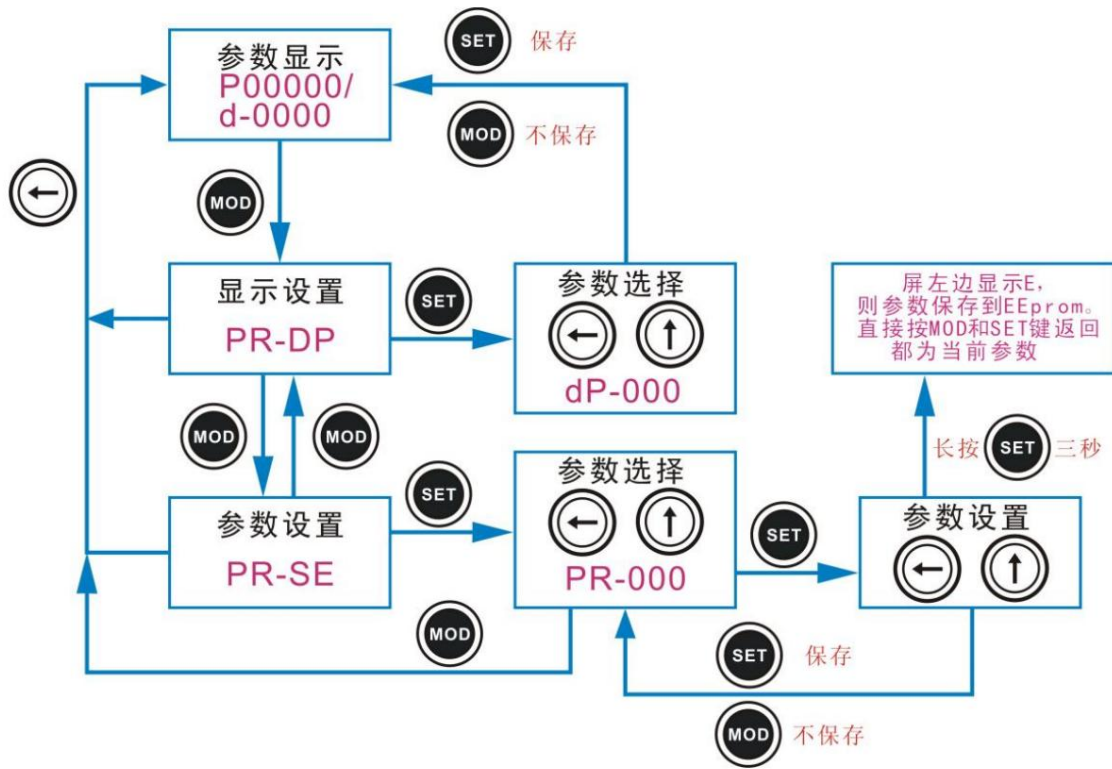 SET 保存
参数显示
P00000/
d-0000
MOD 不保存
MOD
显示设置
PR-DP
SET
参数选择
dP-000
屏左边显示E，
则参数保存到EEprom。
直接按MOD和SET键返回
都为当前参数
MOD
MOD
长按 SET 三秒
参数设置
PR-SE
SET
参数选择
PR-000
SET
参数设置
MOD
SET 保存
MOD 不保存